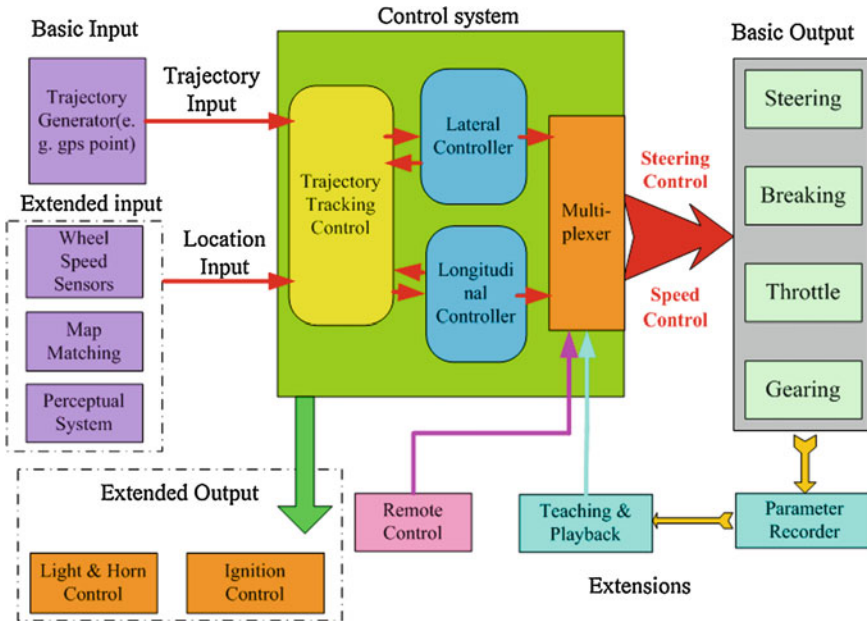 Control system
Basic Input
Basic Output
Trajectory
Generator(e.
g. gps point)
Trajectory
Input
Extended input
Wheel
Speed
Sensors
Map
Matching
Perceptual
System
Location
Input
Trajectory
Tracking
Control
Lateral
Controller
Longitudi
nal Controller
Multi-
plexer
Steering
Control
Speed
Control
Steering
Breaking
Throttle
Gearing
Extended Output
Light & Horn
Control
Ignition
Control
Remote
Control
Teaching &
Playback
Parameter
Recorder
Extensions